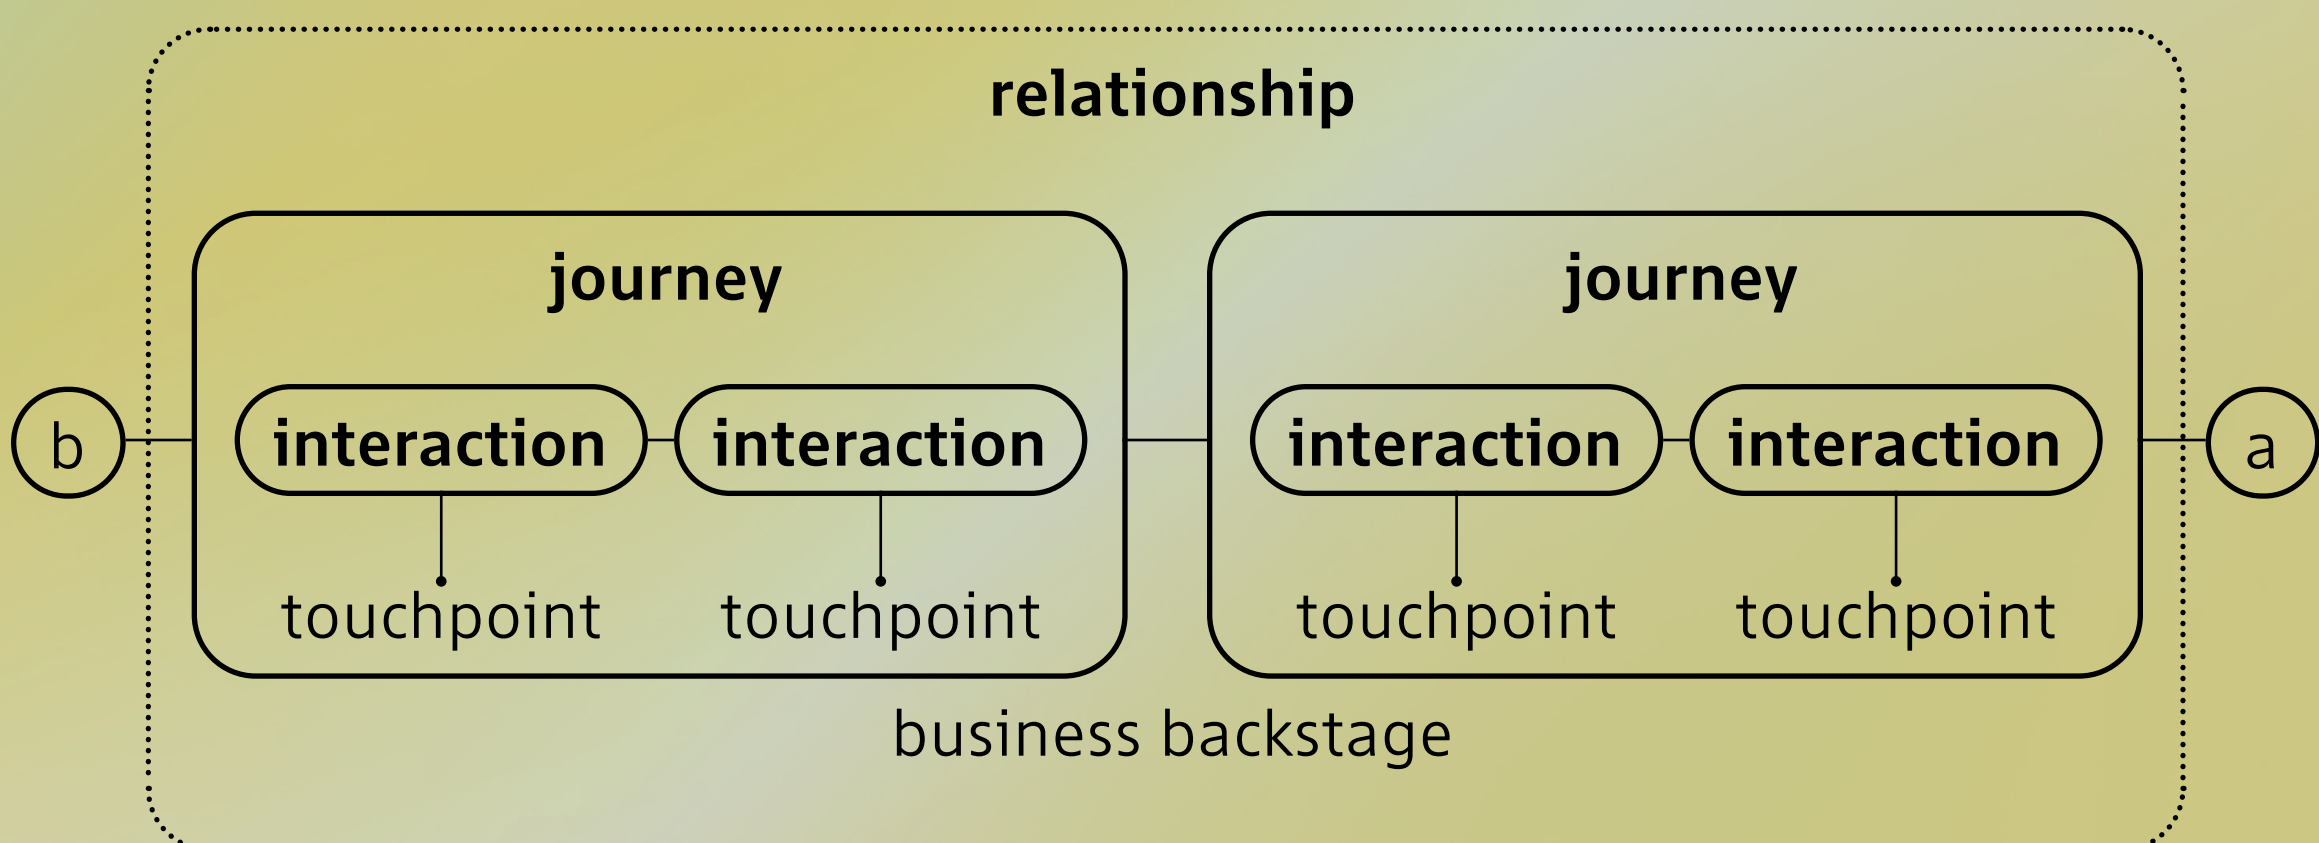 relationship
journey
journey
b
interaction
interaction
interaction
interaction
a
touchpoint
touchpoint
touchpoint
touchpoint
business backstage